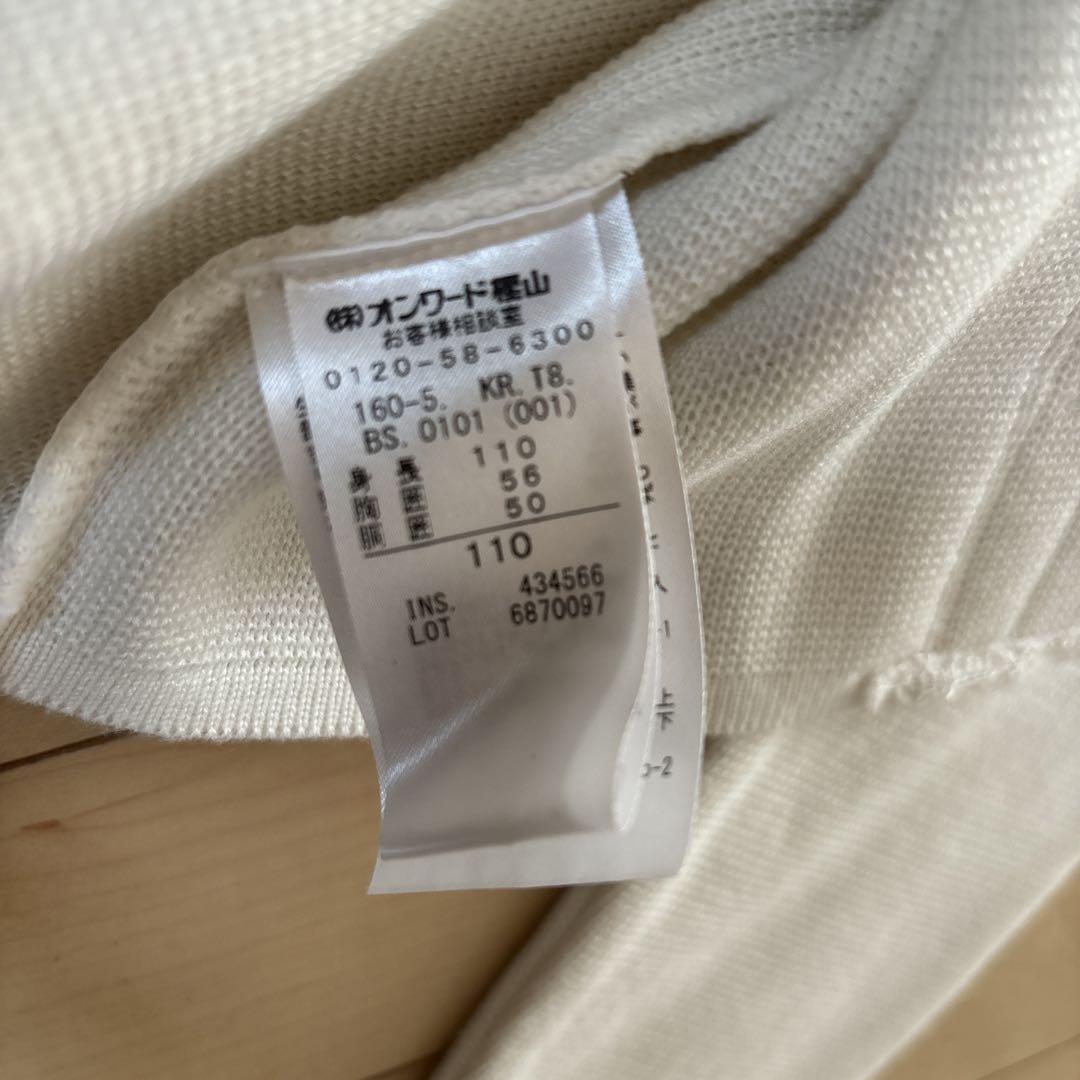 ㈱オンワード樫山
お客様相談室
0120-58-6300
160-5. KR. T8.
BS. 0101 (001)
身長 110
胸囲 56
胴囲 50
110
INS. 434566
LOT 6870097